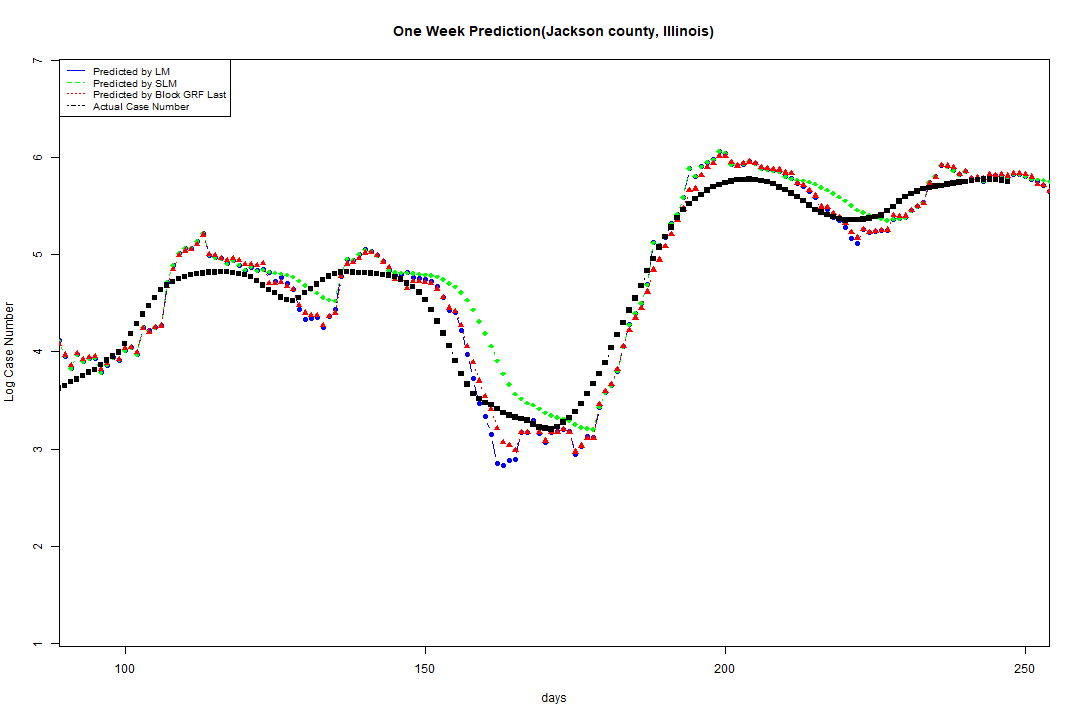 One Week Prediction(Jackson county, Illinois)
Predicted by LM
Predicted by SLM
Predicted by Block GRF Last
Actual Case Number
7
6
5
4
3
2
1
Log Case Number
100
150
200
250
days